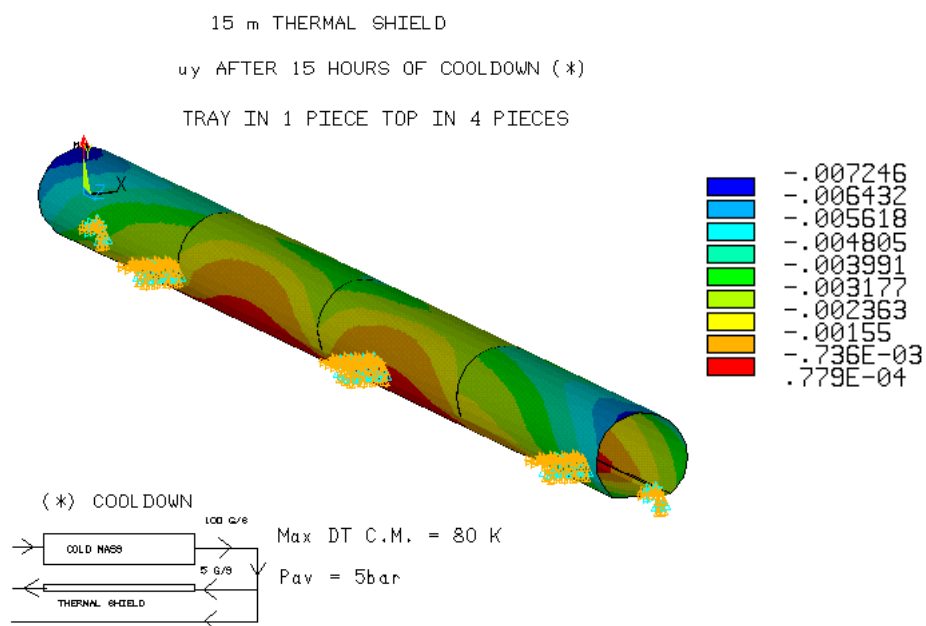 15 m THERMAL SHIELD
uy AFTER 15 HOURS OF COOLDOWN (*)
TRAY IN 1 PIECE TOP IN 4 PIECES
X
-.007246
-.006432
-.005618
-.004805
-.003991
-.003177
-.002363
-.00155
-.736E-03
.779E-04
(*) COOLDOWN
100 G/S
COLD MASS
Max DT C.M. = 80 K
5 G/S
Pav = 5bar
THERMAL SHIELD